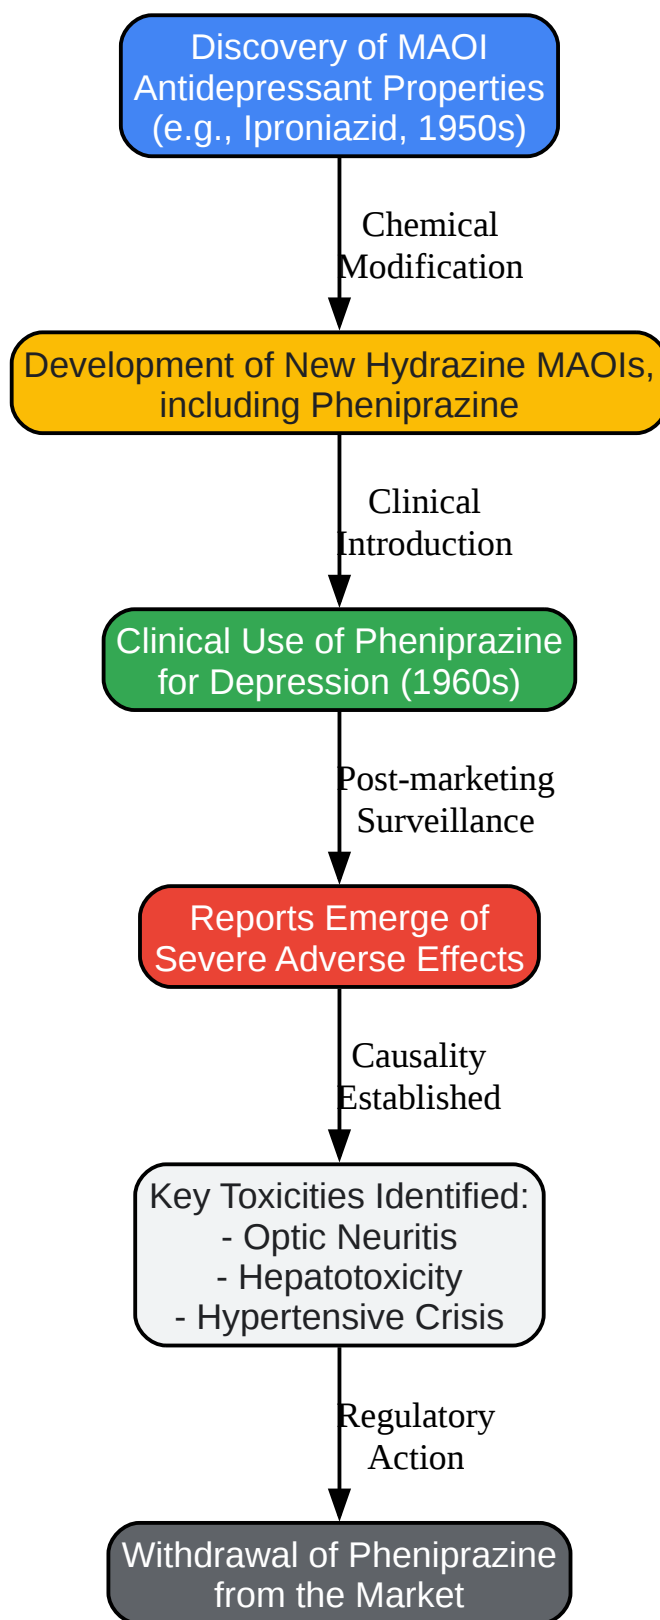 Discovery of MAOI
Antidepressant Properties
(e.g., Iproniazid, 1950s)
Chemical
Modification
Development of New Hydrazine MAOIs,
including Pheniprazine
Clinical
Introduction
Clinical Use of Pheniprazine
for Depression (1960s)
Post-marketing
Surveillance
Reports Emerge of
Severe Adverse Effects
Causality
Established
Key Toxicities Identified:
- Optic Neuritis
- Hepatotoxicity
- Hypertensive Crisis
Regulatory
Action
Withdrawal of Pheniprazine
from the Market